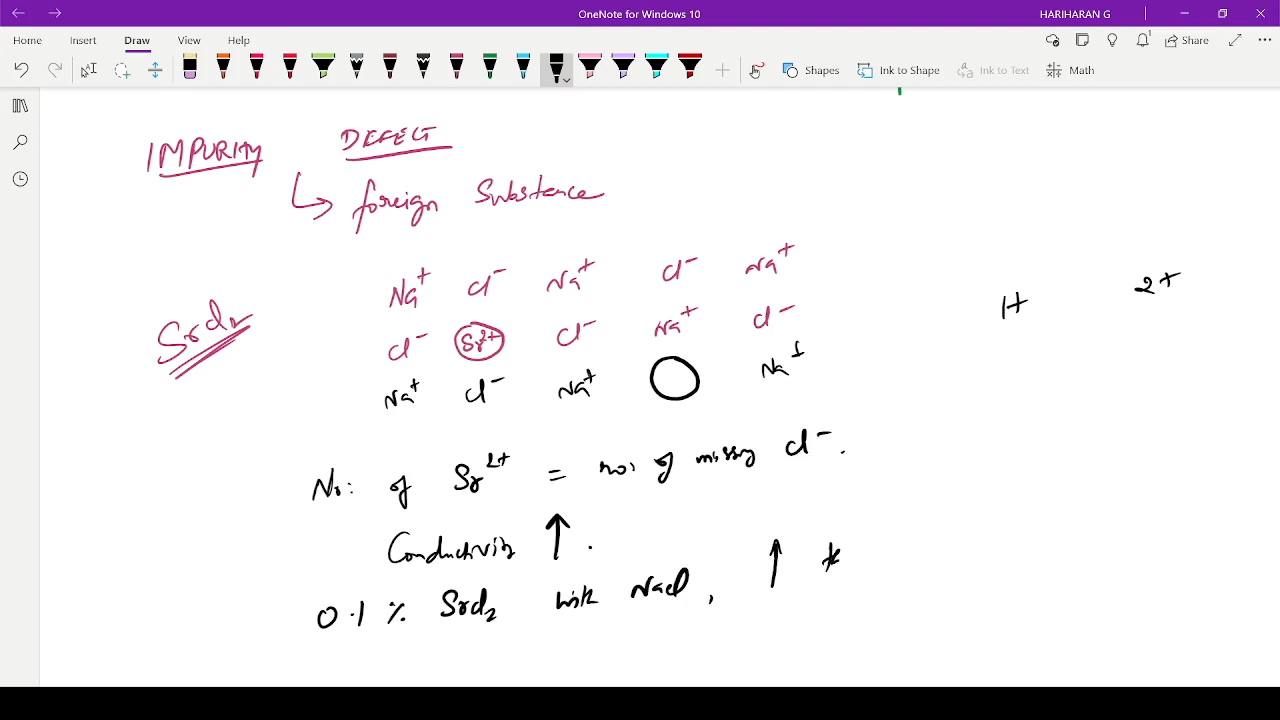 OneNote for Windows 10
HARIHARAN G
Home Insert Draw View Help
Share
Shapes Ink to Shape Ink to Text Math
IMPURITY DEFECT
foreign Substance
Na+ Cl- Na+ Cl- Na+
1+ 2+
SrCl2
Cl- Sr2+ Cl- Na+ Cl-
Na+ Cl- Na+ Na+
No: of Sr2+ = no: of missing Cl-.
Conductivity ↑.
0.1 % SrCl2 with NaCl, ↑